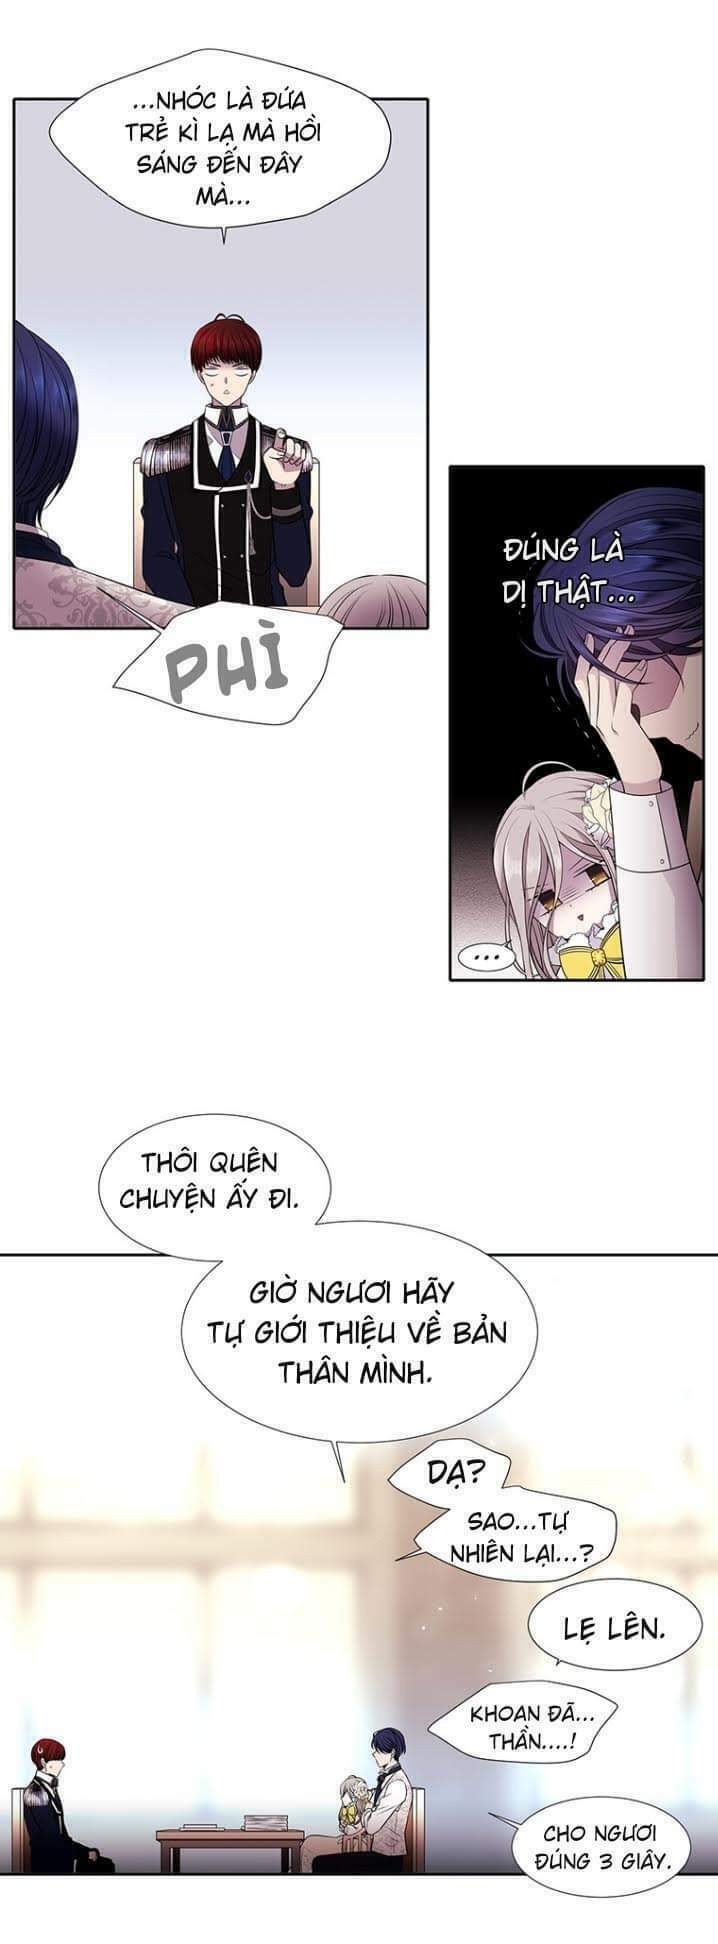 ...NHÓC LÀ ĐỨA
TRẺ KÌ LẠ MÀ HỒI
SÁNG ĐẾN ĐÂY
MÀ...
ĐÚNG LÀ
DỊ THẬT...
PHÌ
...
THÔI QUÊN
CHUYỆN ẤY ĐI.
GIỜ NGƯƠI HÃY
TỰ GIỚI THIỆU VỀ BẢN
THÂN MÌNH.
DẠ?
SAO...TỰ
NHIÊN LẠI...?
LẸ LÊN.
KHOAN ĐÃ...
THẦN....!
CHO NGƯƠI
ĐÚNG 3 GIÂY.